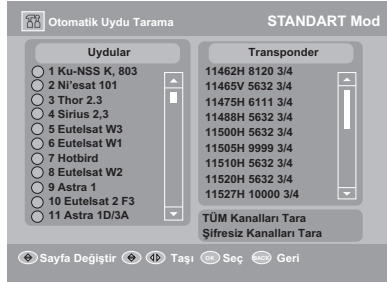 Otomatik Uydu Tarama
STANDART Mod
Uydular
1 Ku-NSS K, 803
2 Ni'esat 101
3 Thor 2.3
4 Sirius 2,3
5 Eutelsat W3
6 Eutelsat W1
7 Hotbird
8 Eutelsat W2
9 Astra 1
10 Eutelsat 2 F3
11 Astra 1D/3A
Transponder
11462H 8120 3/4
11465V 5632 3/4
11475H 6111 3/4
11488H 5632 3/4
11500H 5632 3/4
11505H 9999 3/4
11510H 5632 3/4
11520H 5632 3/4
11527H 10000 3/4
TÜM Kanalları Tara
Şifresiz Kanalları Tara
Sayfa Değiştir Taşı OK Seç BACK Geri